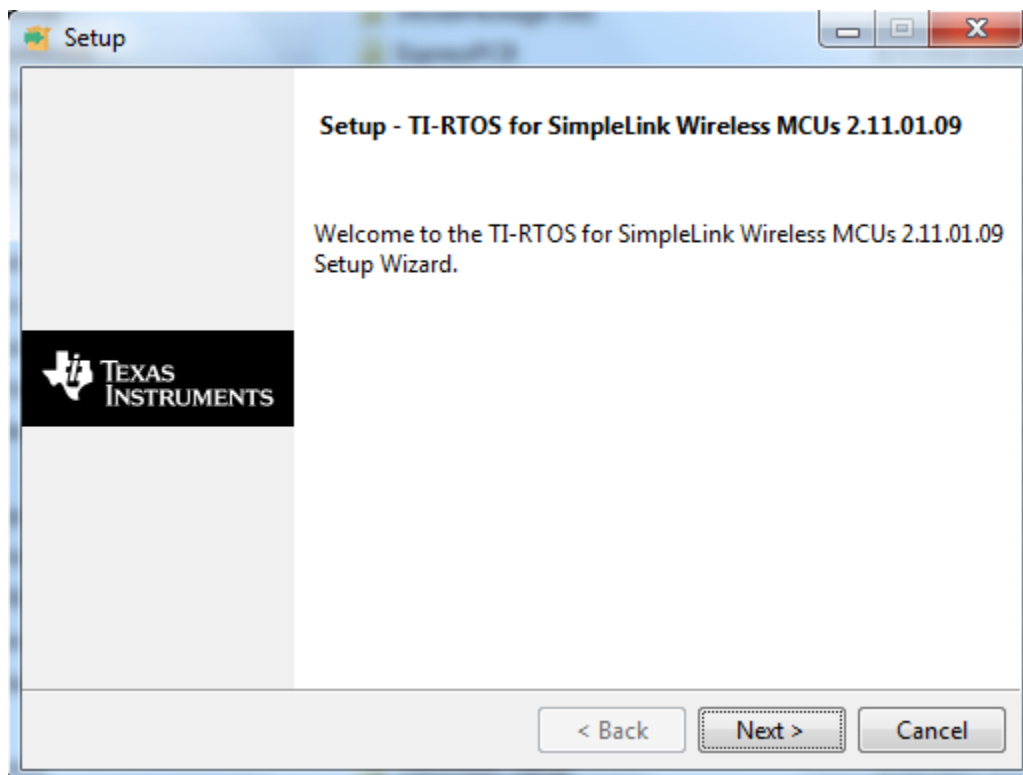 Setup
Setup - TI-RTOS for SimpleLink Wireless MCUs 2.11.01.09
Welcome to the TI-RTOS for SimpleLink Wireless MCUs 2.11.01.09
Setup Wizard.
TEXAS
INSTRUMENTS
< Back
Next >
Cancel